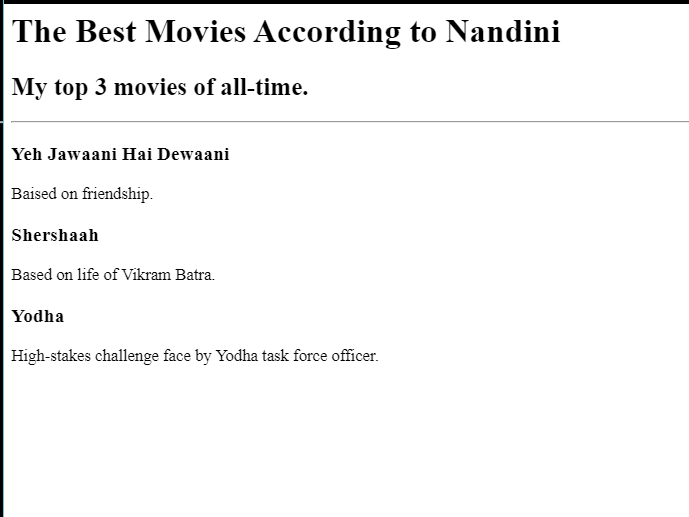 The Best Movies According to Nandini
My top 3 movies of all-time.
Yeh Jawaani Hai Dewaani
Baised on friendship.
Shershaah
Based on life of Vikram Batra.
Yodha
High-stakes challenge face by Yodha task force officer.